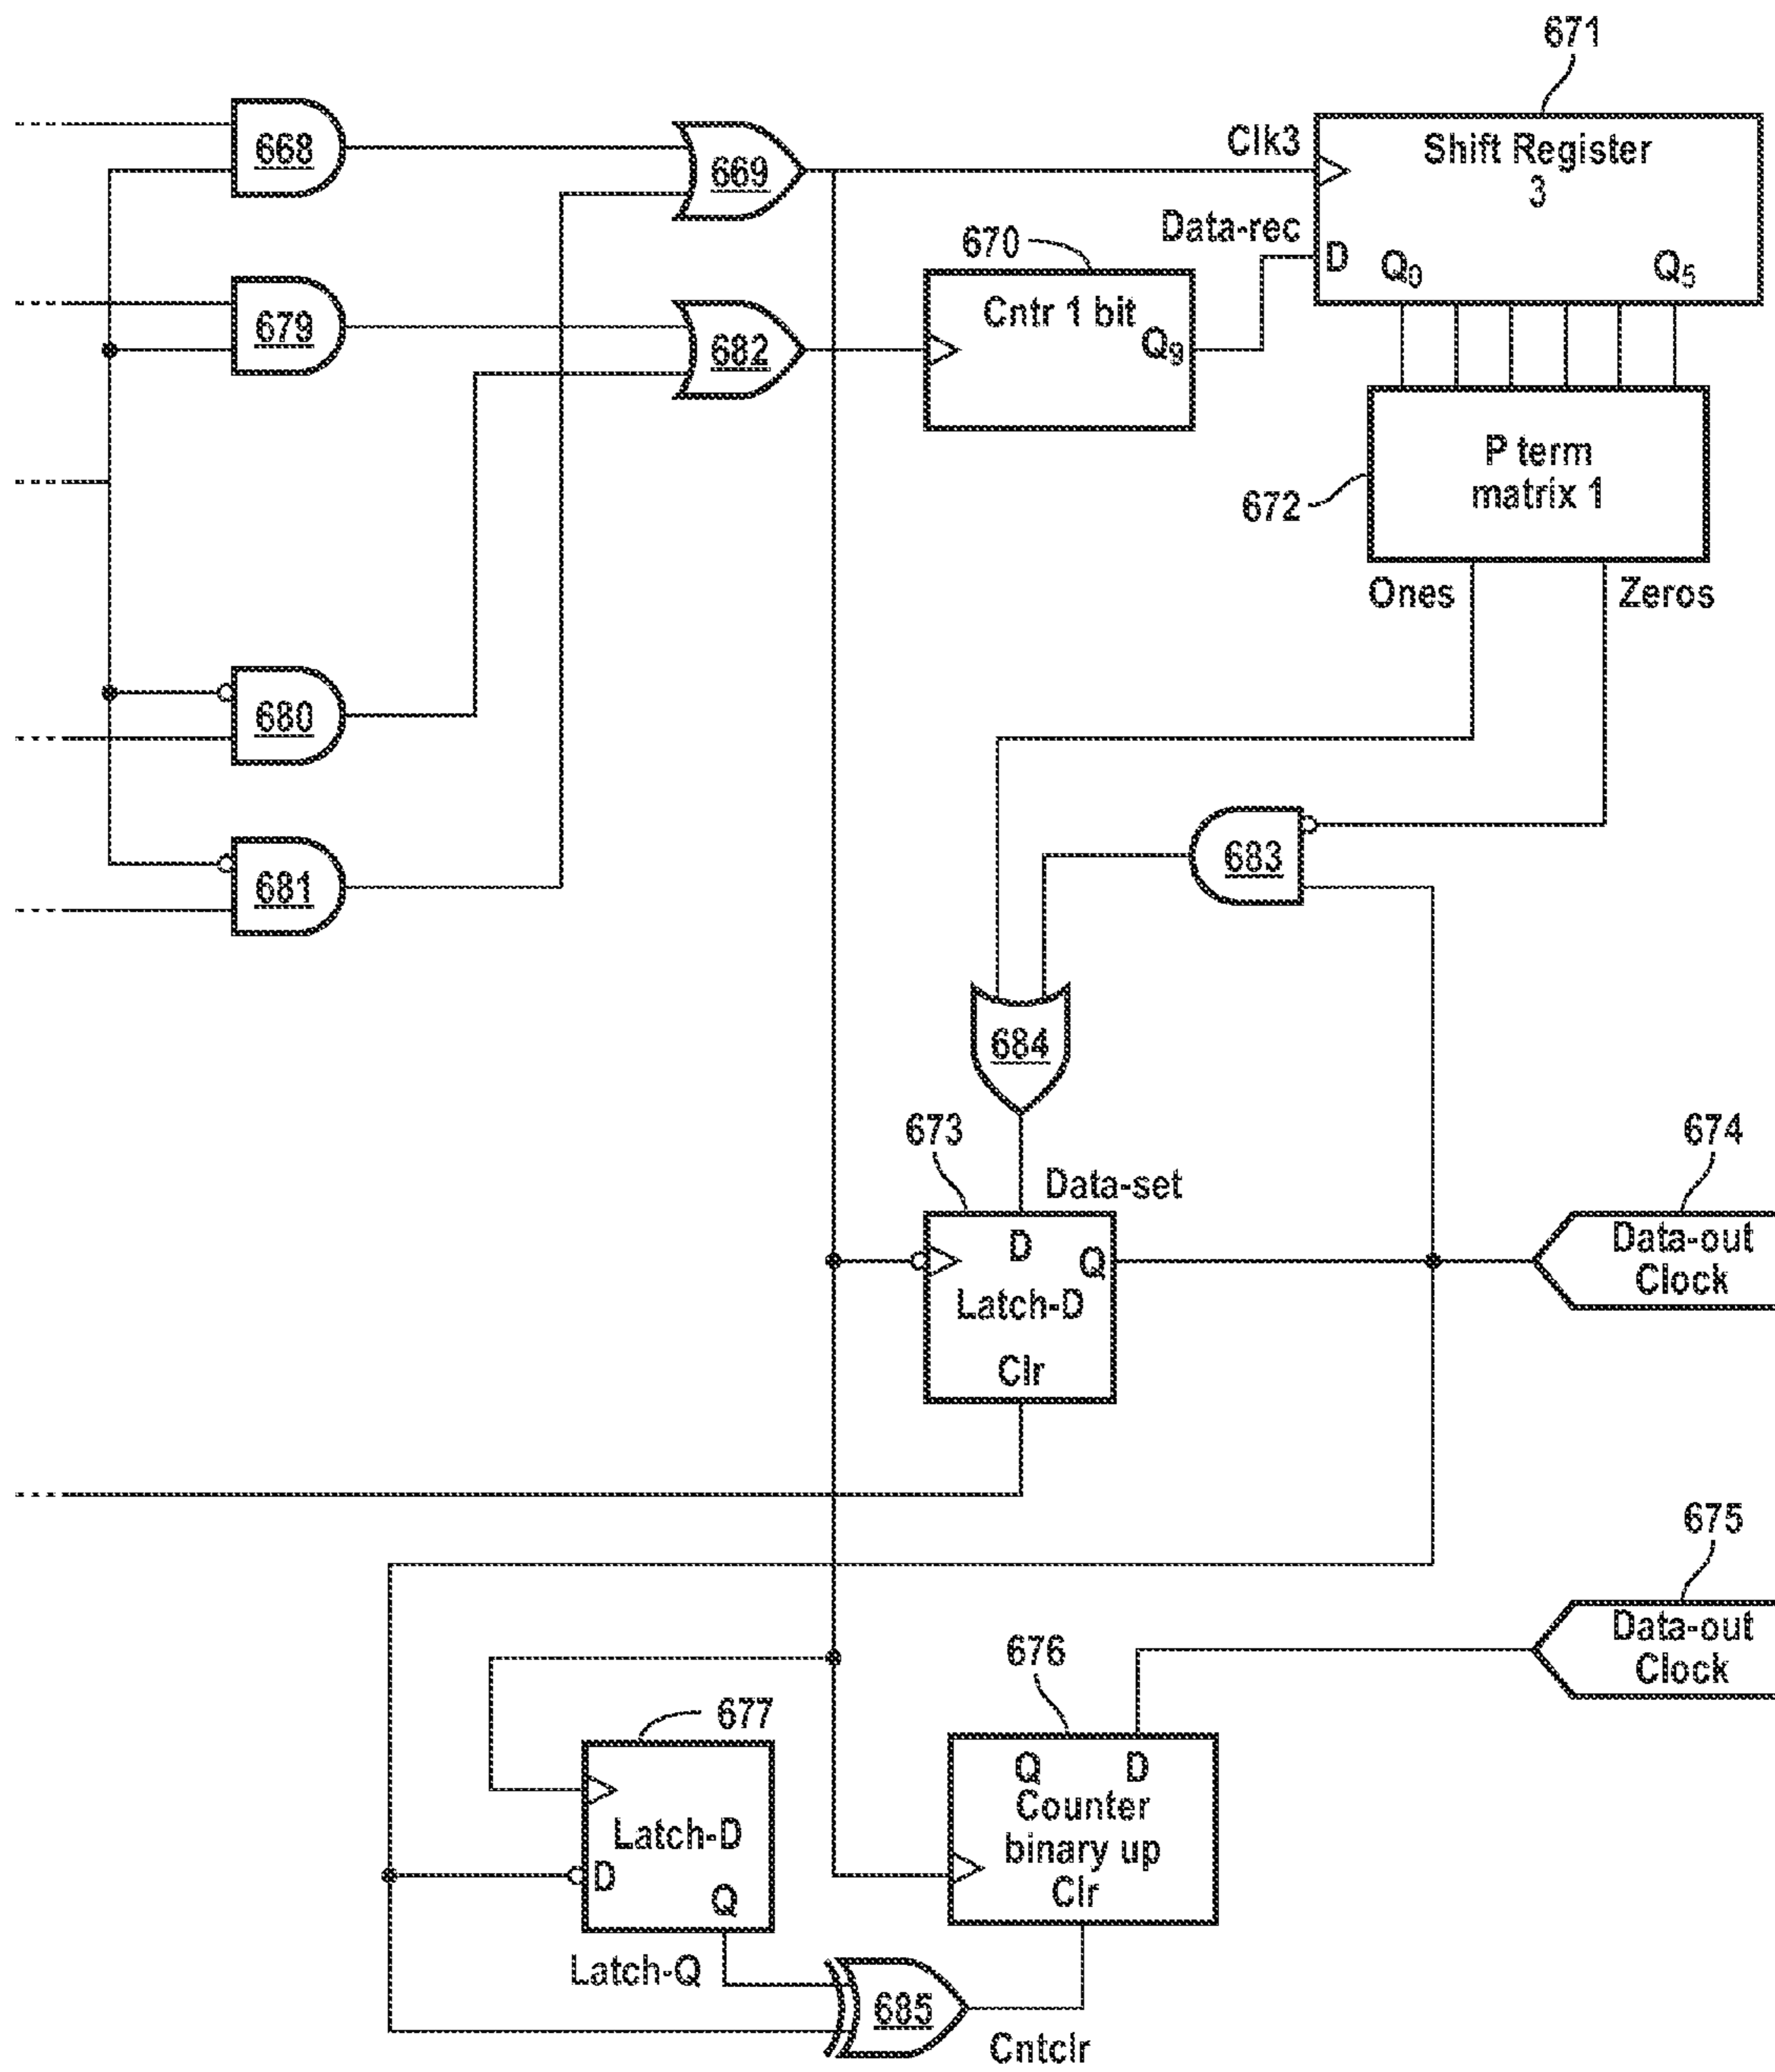 671
668
669
Clk3
Shift Register
3
Data-rec
670
D
Q0
Q5
679
682
Cntr 1 bit
Q9
P term
matrix 1
672
Ones
Zeros
680
683
681
684
673
Data-set
674
D
Q
Latch-D
Clr
Data-out
Clock
675
676
Data-out
Clock
677
Q
D
Counter
binary up
Clr
Latch-D
D
Q
Latch-Q
685
Cntclr